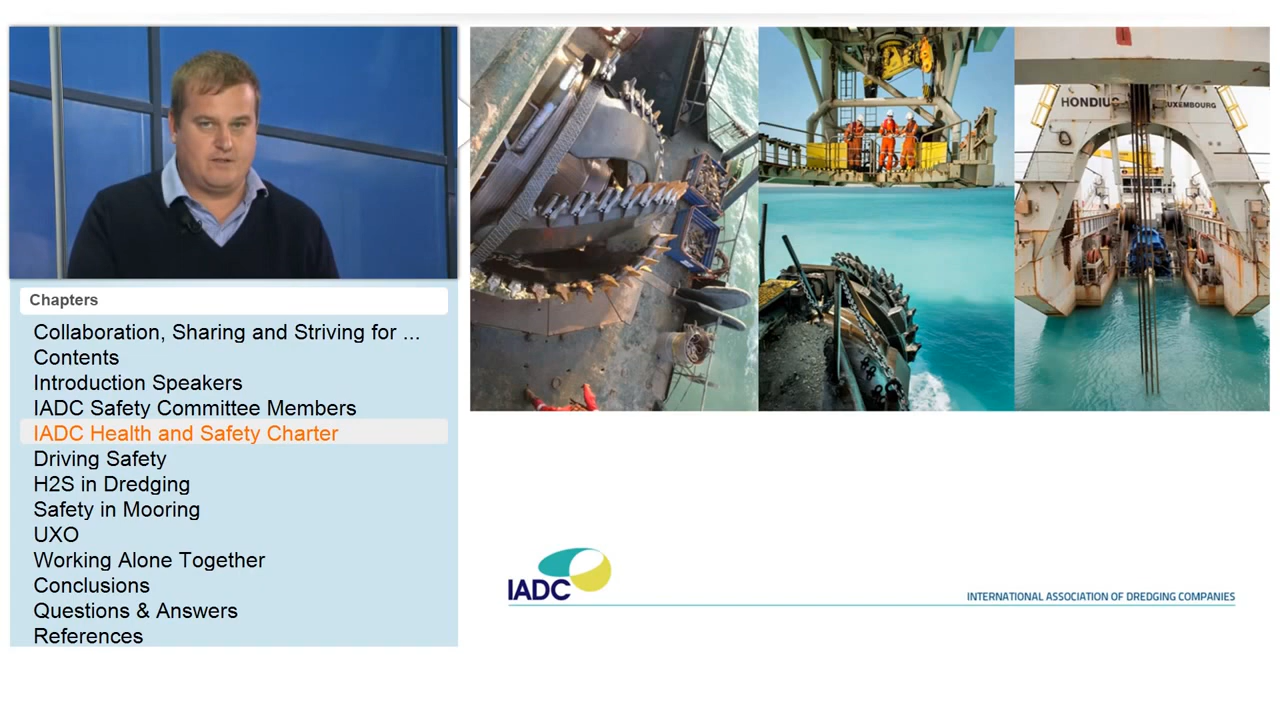 Chapters
Collaboration, Sharing and Striving for ...
Contents
Introduction Speakers
IADC Safety Committee Members
IADC Health and Safety Charter
Driving Safety
H2S in Dredging
Safety in Mooring
UXO
Working Alone Together
Conclusions
Questions & Answers
References
HONDIUS
LUXEMBOURG
IADC
INTERNATIONAL ASSOCIATION OF DREDGING COMPANIES